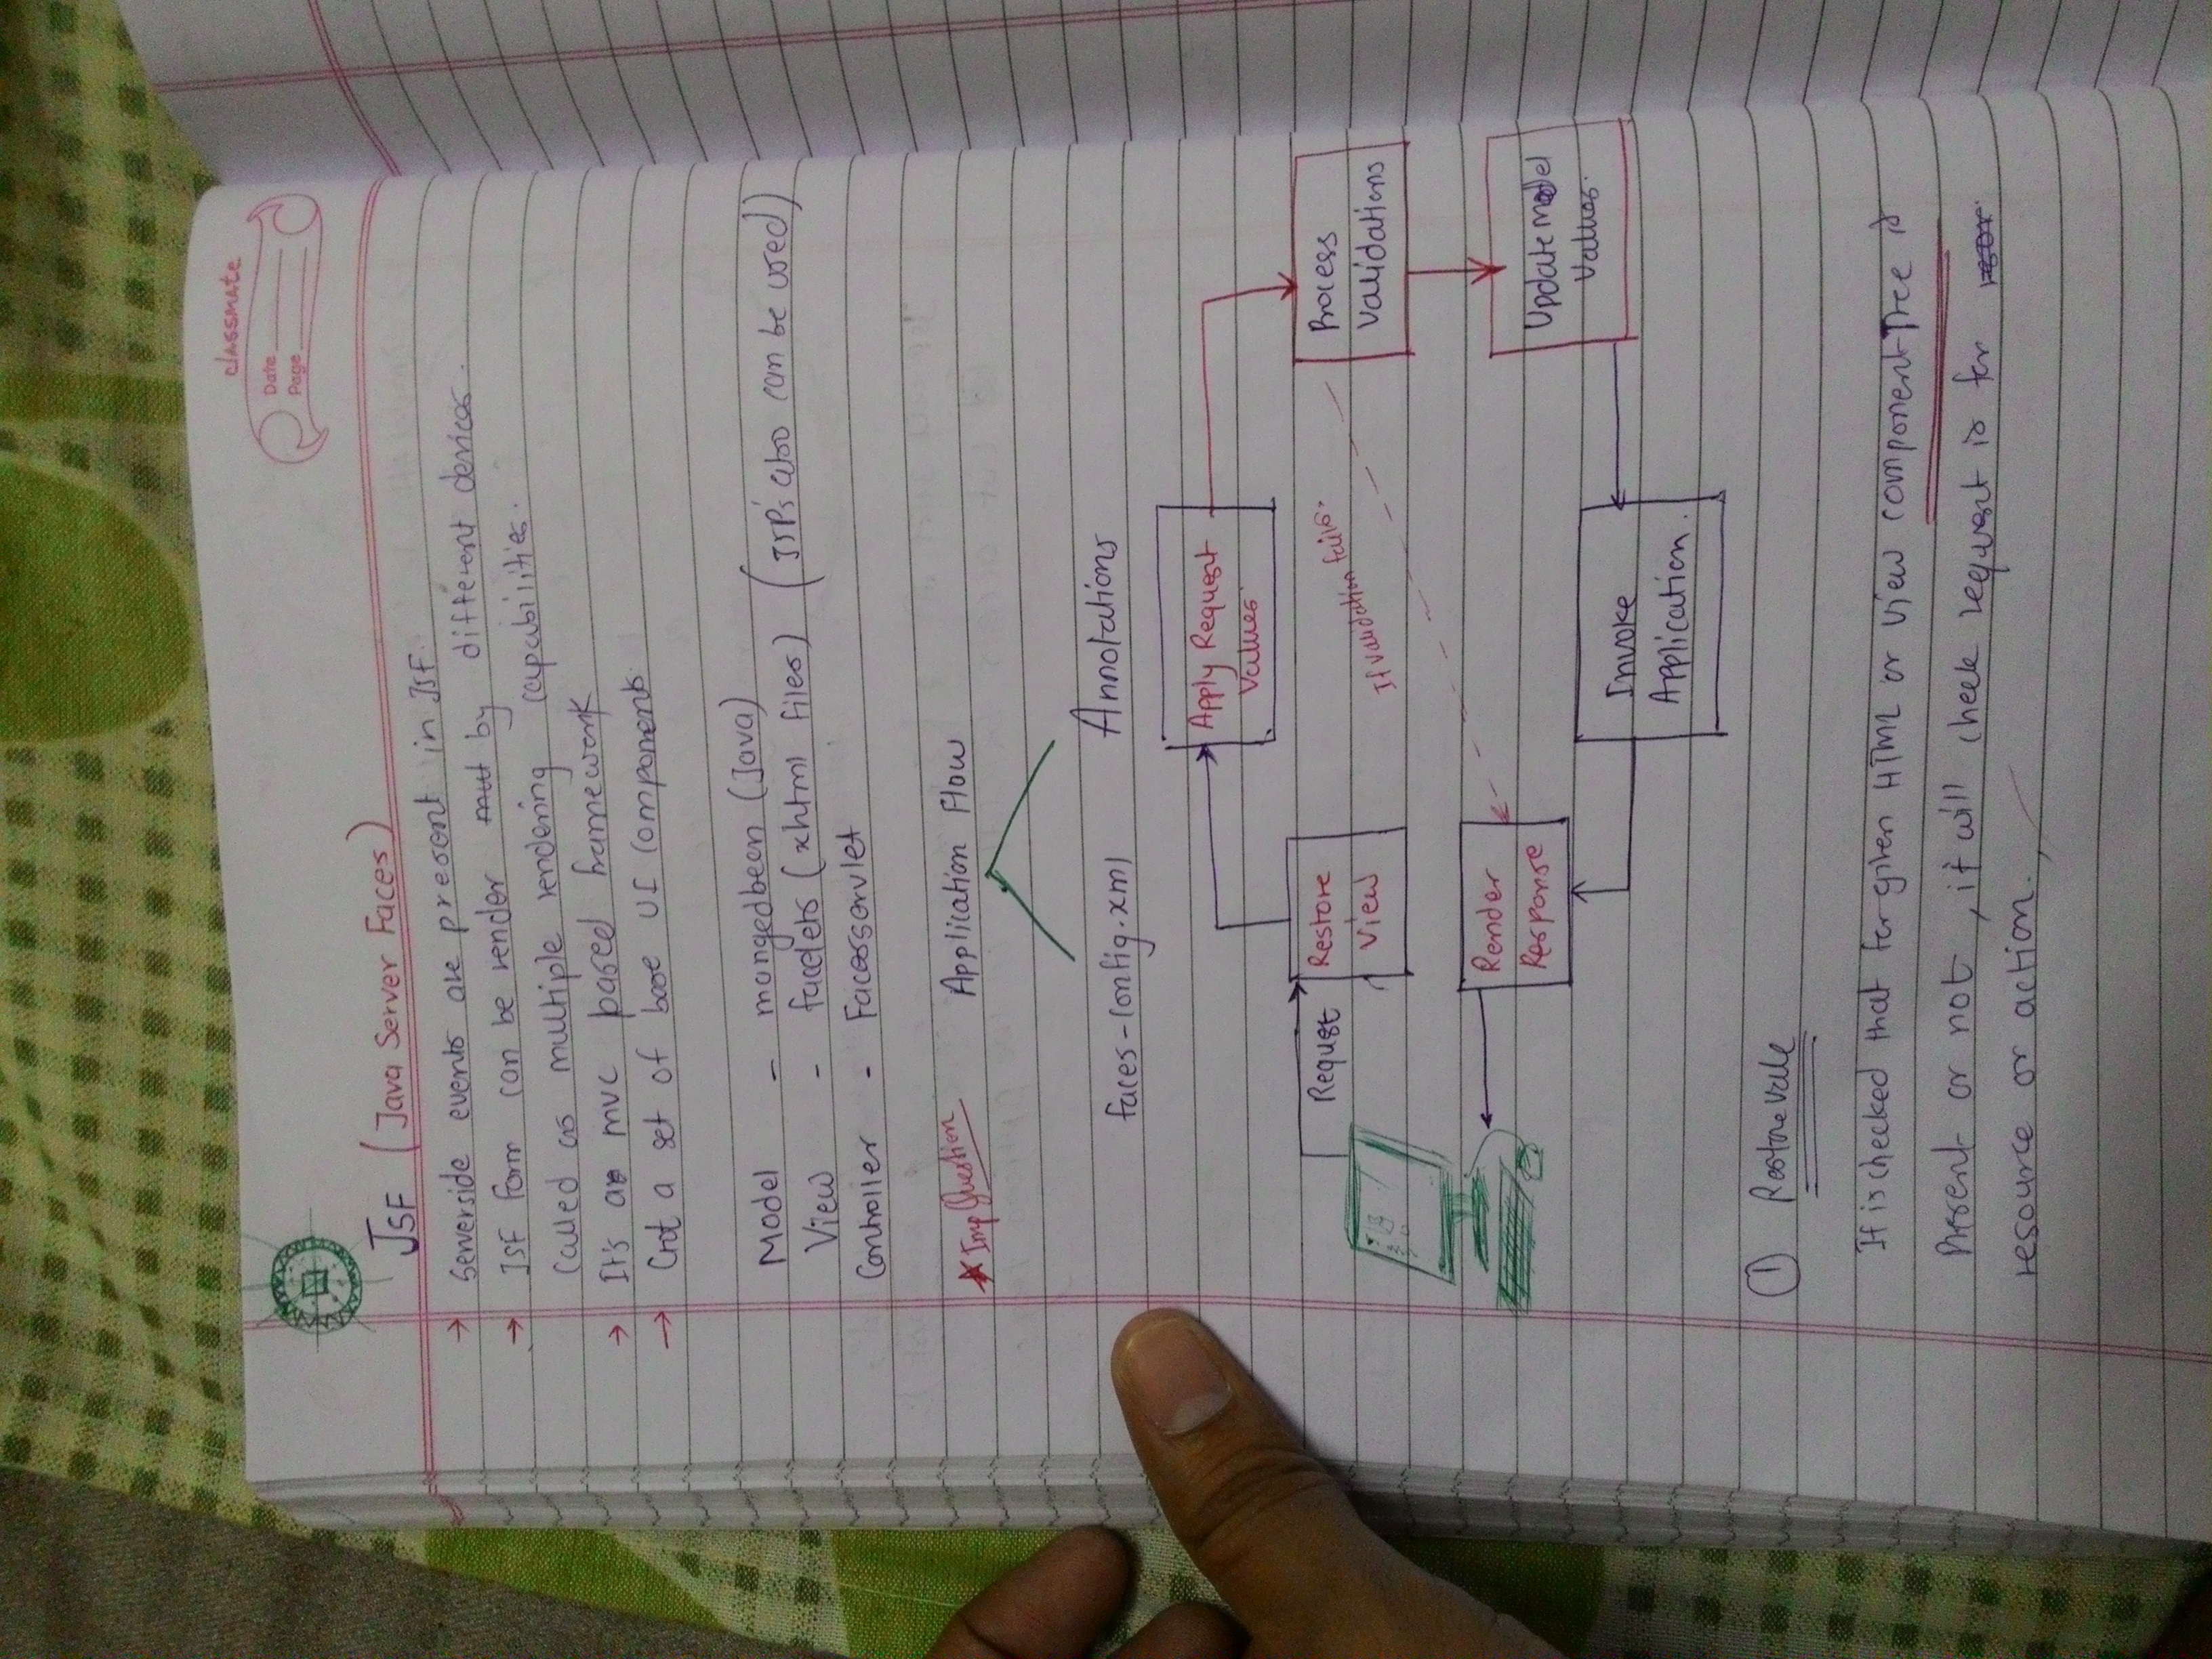 classmate
Date
Page
JSF (Java Server Faces)
→ Serverside events are present in JSF.
→ JSF form can be render by different devices.
called as multiple rendering capabilities.
→ It's a mvc based framework
→ Got a set of base UI components.
Model - mangedbeen (Java)
View - facelets (xhtml files) (JSP's also can be used)
Controller - Facesservlet
★ Imp Question Application Flow
faces-config.xml Annotations
Apply Request
Values.
Request
Restore
View
If validation fails.
Process
Validations
Render
Response
Update model
Values.
Invoke
Application.
① Restore
It is checked that for given HTML or View component Tree is
Present or not, it will check request is for
resource or action.